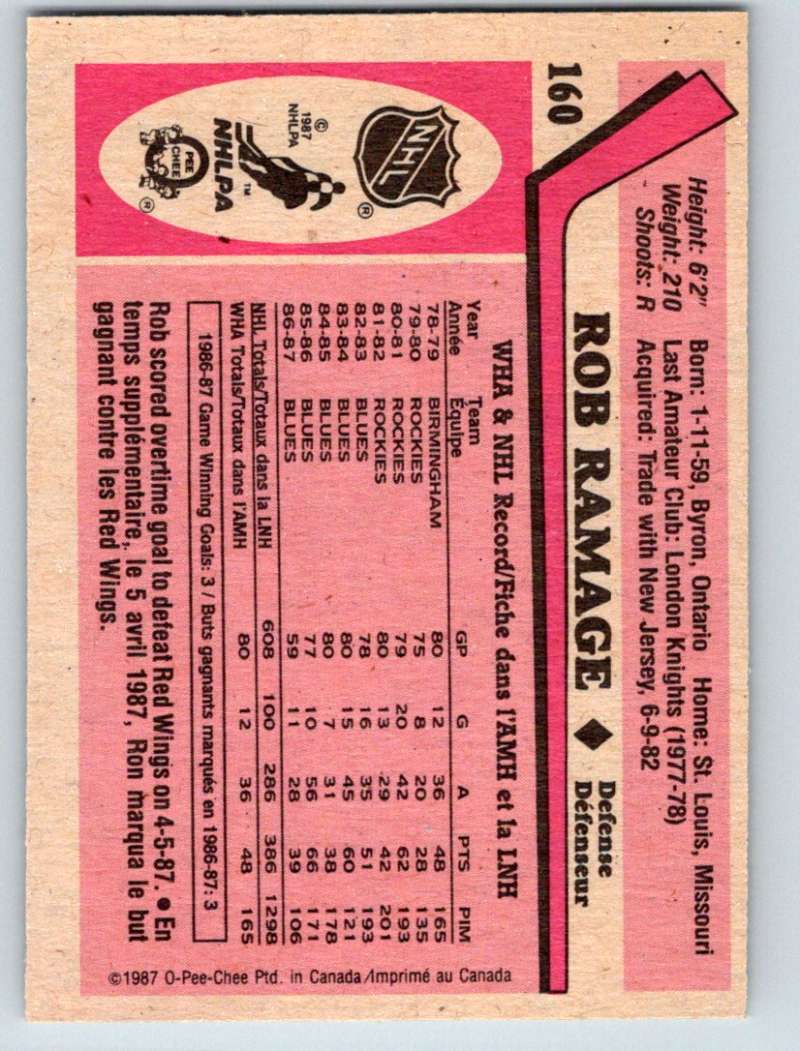 160
Height: 6'2" Born: 1-11-59, Byron, Ontario Home: St. Louis, Missouri
Weight: 210 Last Amateur Club: London Knights (1977-78)
Shoots: R Acquired: Trade with New Jersey, 6-9-82
ROB RAMAGE ◆ Defense
Défenseur
NHL ®
© 1987 NHLPA
NHLPA ™
O PEE CHEE ®
WHA & NHL Record/Fiche dans l'AMH et la LNH
Year Team GP G A PTS PIM
Année Équipe
78-79 BIRMINGHAM 80 12 36 48 165
79-80 ROCKIES 75 8 20 28 135
80-81 ROCKIES 79 20 42 62 193
81-82 ROCKIES 80 13 29 42 201
82-83 BLUES 78 16 35 51 193
83-84 BLUES 80 15 45 60 121
84-85 BLUES 80 7 31 38 178
85-86 BLUES 77 10 56 66 171
86-87 BLUES 59 11 28 39 106
NHL Totals/Totaux dans la LNH 608 100 286 386 1298
WHA Totals/Totaux dans l'AMH 80 12 36 48 165
1986-87 Game Winning Goals: 3 / Buts gagnants marqués en 1986-87: 3
Rob scored overtime goal to defeat Red Wings on 4-5-87. ● En
temps supplémentaire, le 5 avril 1987, Ron marqua le but
gagnant contre les Red Wings.
©1987 O-Pee-Chee Ptd. in Canada/Imprimé au Canada